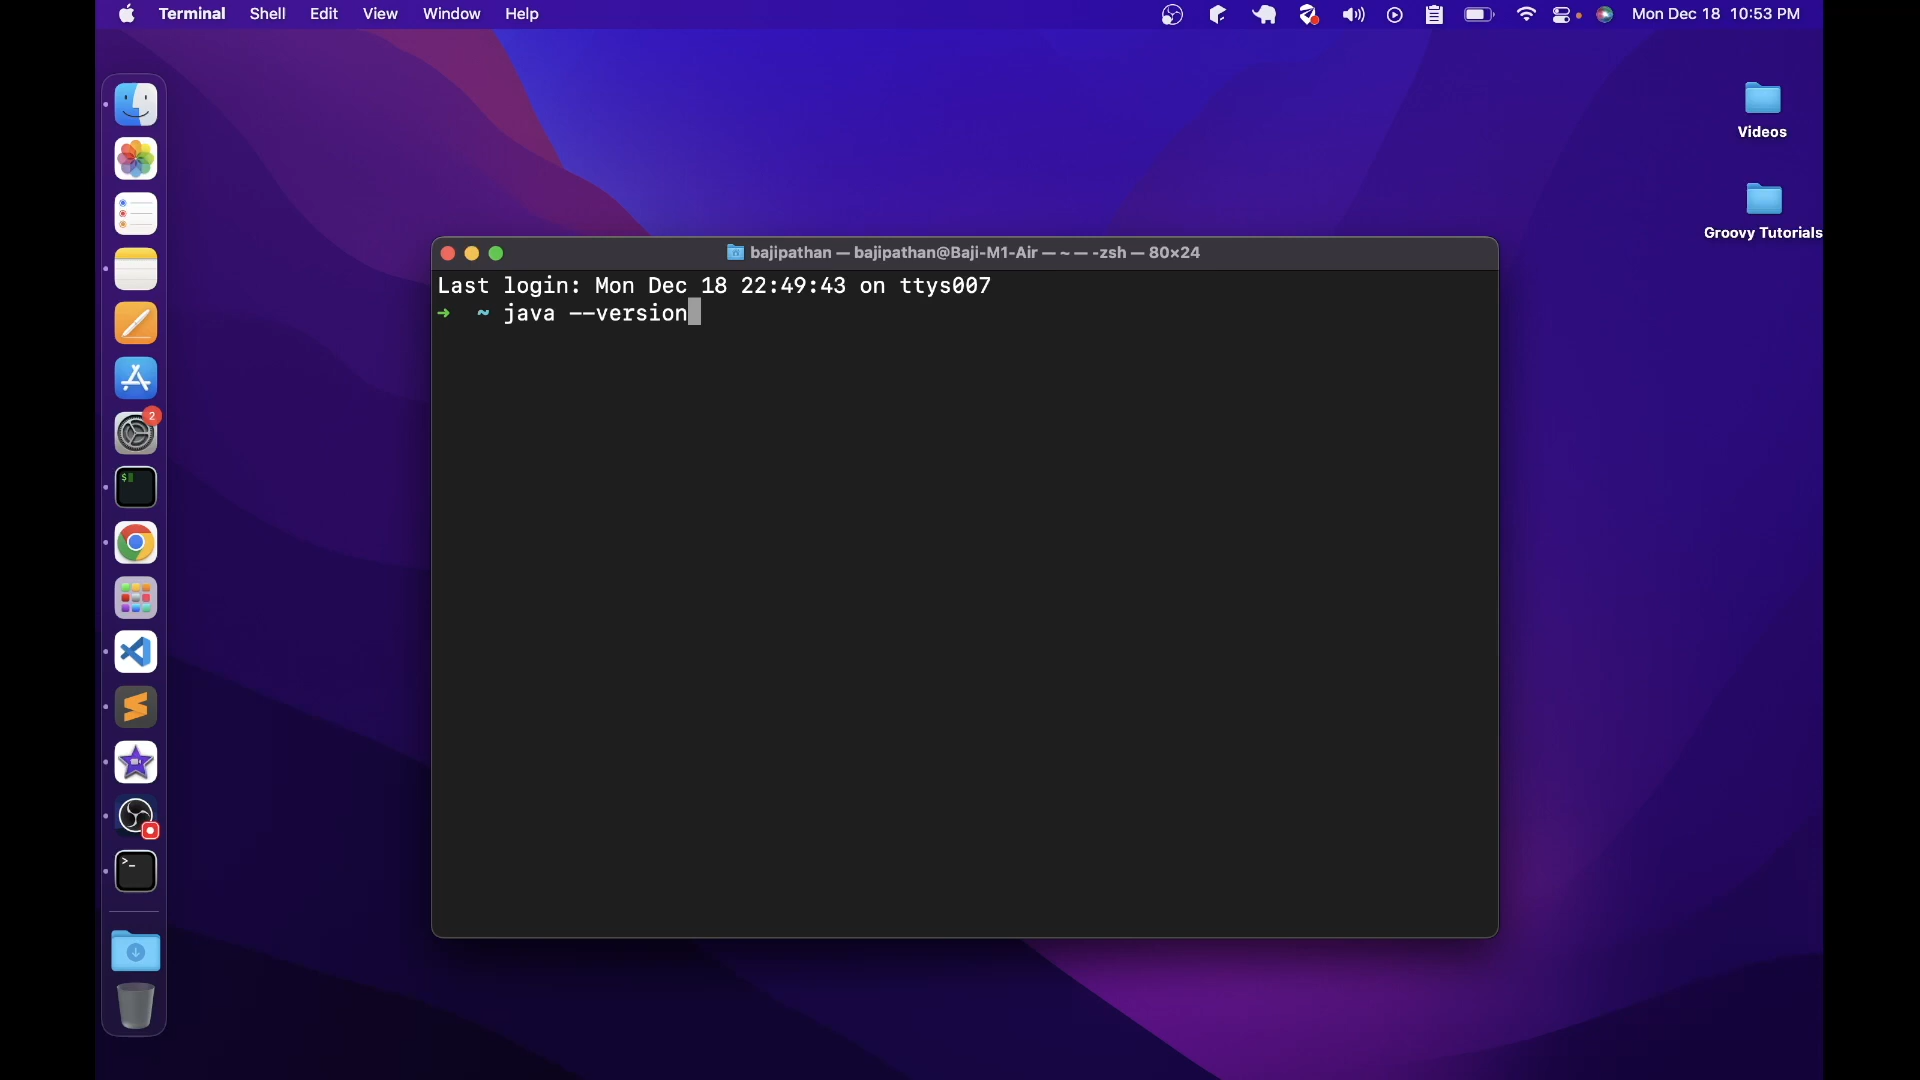 Terminal Shell Edit View Window Help Mon Dec 18 10:53 PM
Videos
Groovy Tutorials
bajipathan — bajipathan@Baji-M1-Air — ~ — -zsh — 80×24
Last login: Mon Dec 18 22:49:43 on ttys007
➜ ~ java --version
2
$
>_